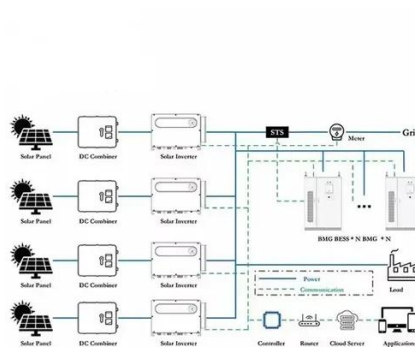 STS
Meter
Gri
Solar Panel DC Combiner Solar Inverter
Solar Panel DC Combiner Solar Inverter
BMG BESS * N BMG * N
Solar Panel DC Combiner Solar Inverter
Power
Communication
Load
Solar Panel DC Combiner Solar Inverter
Controller Router Cloud Server Application